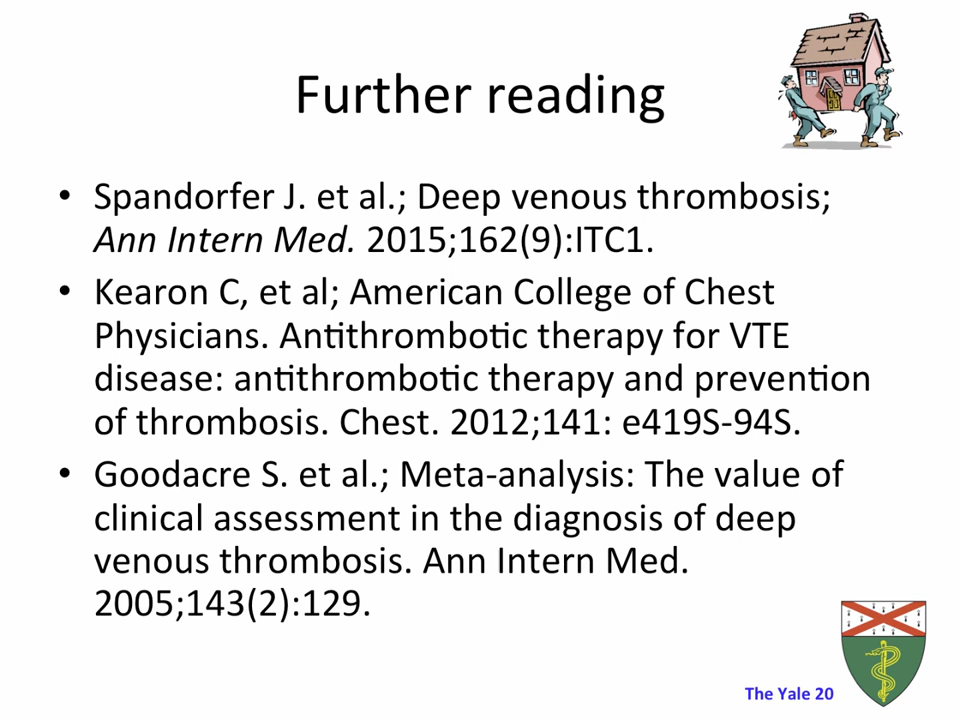 Further reading
• Spandorfer J. et al.; Deep venous thrombosis;
Ann Intern Med. 2015;162(9):ITC1.
• Kearon C, et al; American College of Chest
Physicians. Antithrombotic therapy for VTE
disease: antithrombotic therapy and prevention
of thrombosis. Chest. 2012;141: e419S-94S.
• Goodacre S. et al.; Meta-analysis: The value of
clinical assessment in the diagnosis of deep
venous thrombosis. Ann Intern Med.
2005;143(2):129.
The Yale 20